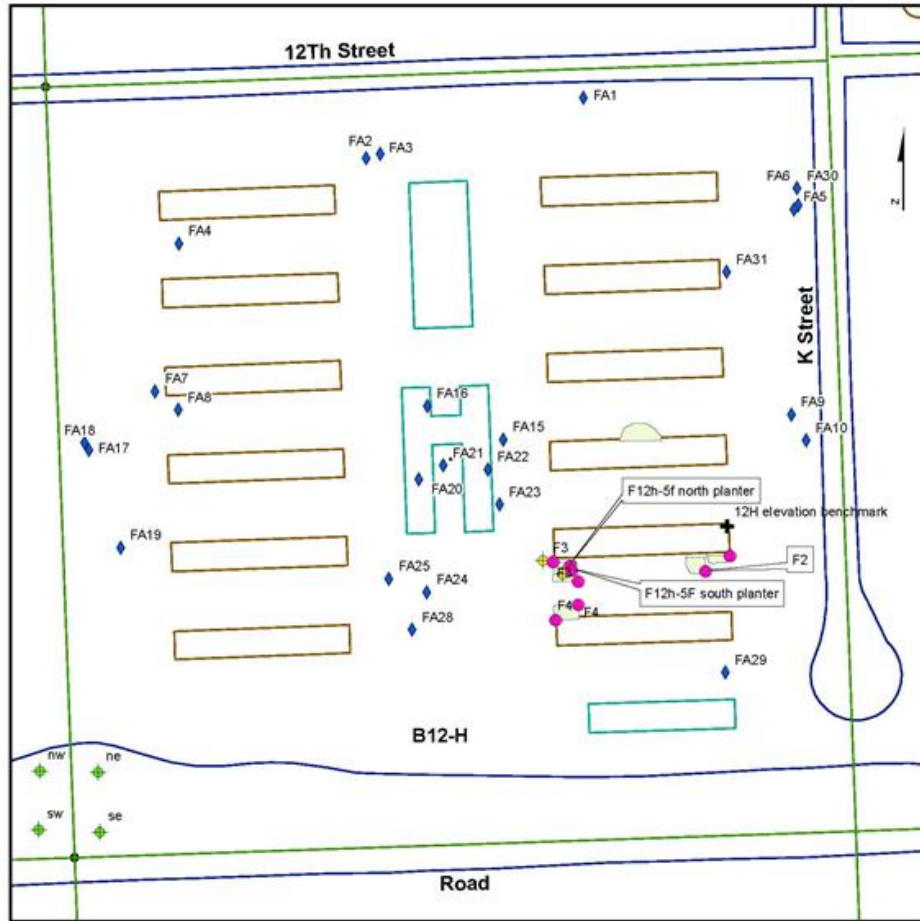 12Th Street
FA1
FA2
FA3
FA6
FA30
FA5
z
FA4
FA31
K Street
FA7
FA16
FA8
FA9
FA18
FA15
FA10
FA17
FA21
FA22
F12h-5f north planter
FA20
FA23
12H elevation benchmark
FA19
F3
F2
FA25
F12h-5F south planter
FA24
F4
F4
FA28
FA29
B12-H
nw
ne
sw
se
Road